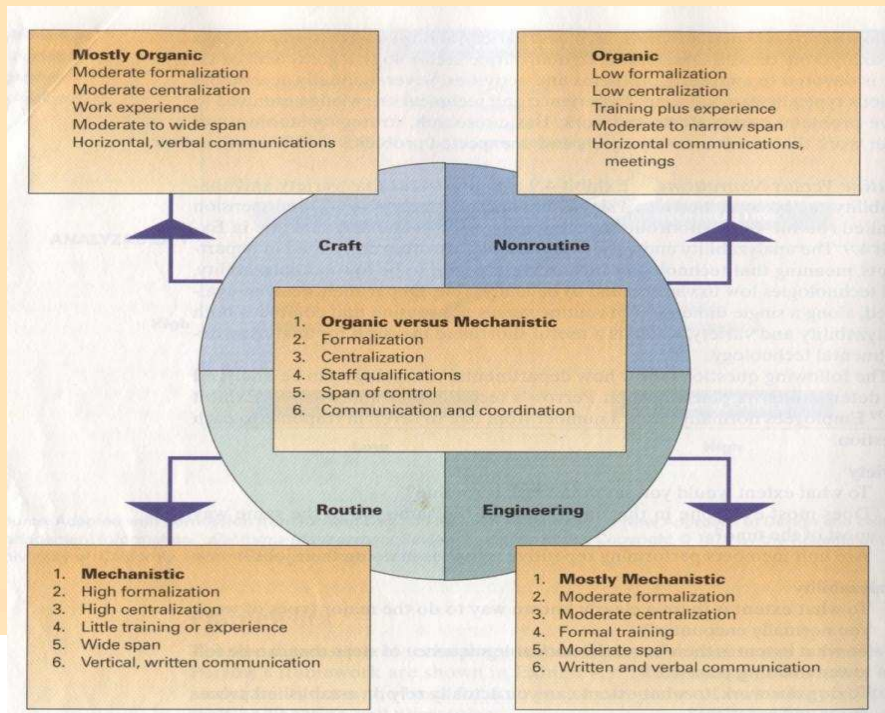 Mostly Organic
Moderate formalization
Moderate centralization
Work experience
Moderate to wide span
Horizontal, verbal communications
Organic
Low formalization
Low centralization
Training plus experience
Moderate to narrow span
Horizontal communications,
meetings
Craft
Nonroutine
1. Organic versus Mechanistic
2. Formalization
3. Centralization
4. Staff qualifications
5. Span of control
6. Communication and coordination
Routine
Engineering
1. Mechanistic
2. High formalization
3. High centralization
4. Little training or experience
5. Wide span
6. Vertical, written communication
1. Mostly Mechanistic
2. Moderate formalization
3. Moderate centralization
4. Formal training
5. Moderate span
6. Written and verbal communication